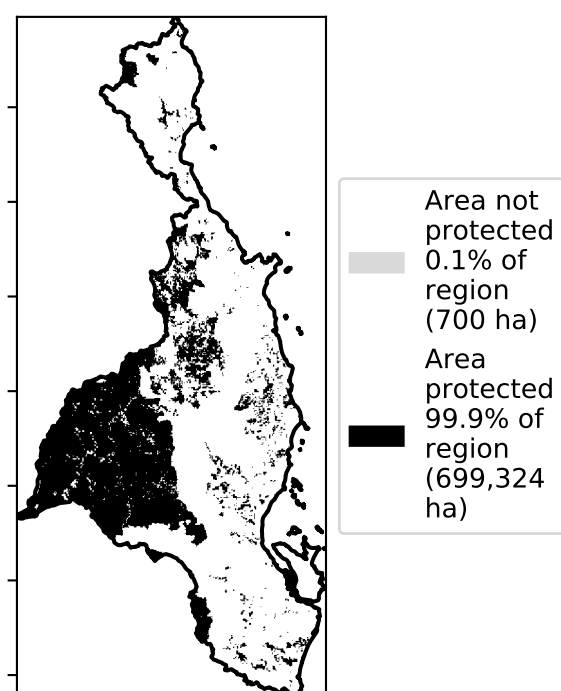 Area not
protected
0.1% of
region
(700 ha)
Area
protected
99.9% of
region
(699,324
ha)